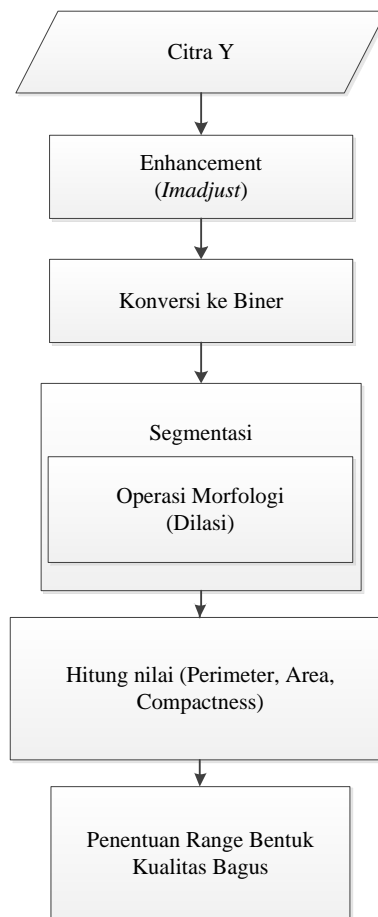 Citra Y
Enhancement
(Imadjust)
Konversi ke Biner
Segmentasi
Operasi Morfologi
(Dilasi)
Hitung nilai (Perimeter, Area,
Compactness)
Penentuan Range Bentuk
Kualitas Bagus